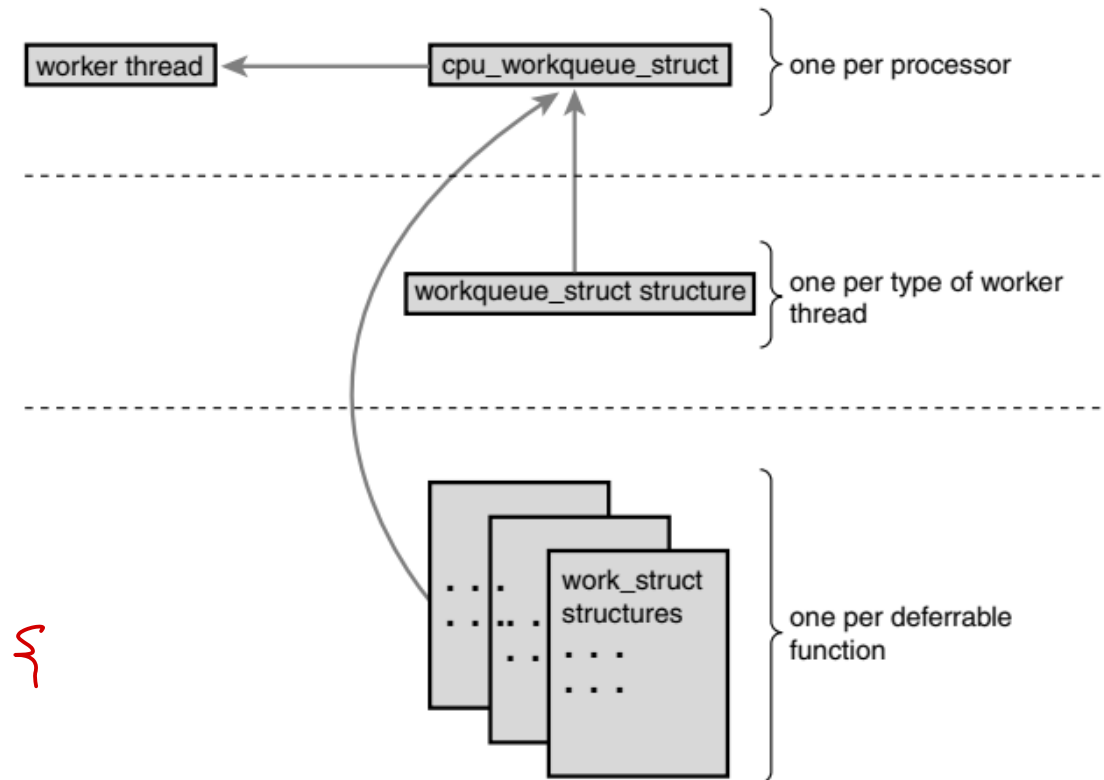 worker thread
cpu_workqueue_struct
one per processor
workqueue_struct structure
one per type of worker
thread
work_struct
structures
. . .
. . .
. . .
. . .
. . .
. . .
one per deferrable
function